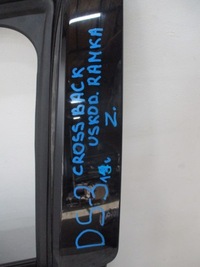 DS3 CROSSBACK
USKOD. RAMKA
Z.